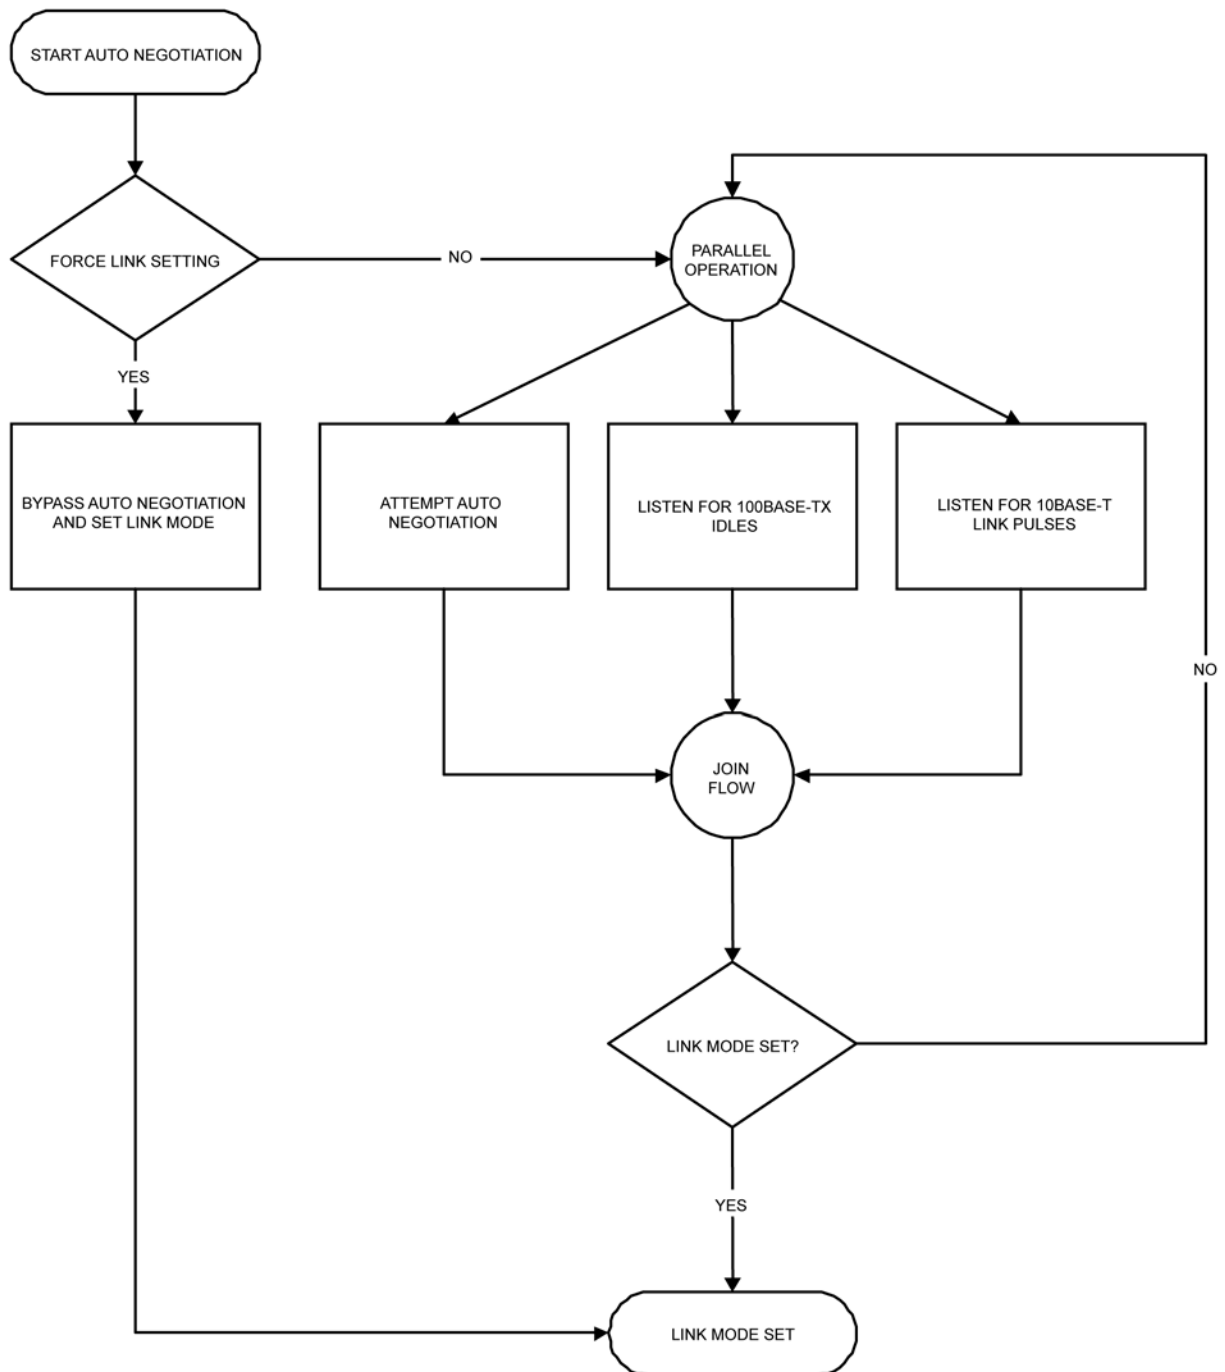 START AUTO NEGOTIATION
FORCE LINK SETTING
NO
PARALLEL
OPERATION
YES
BYPASS AUTO NEGOTIATION
AND SET LINK MODE
ATTEMPT AUTO
NEGOTIATION
LISTEN FOR 100BASE-TX
IDLES
LISTEN FOR 10BASE-T
LINK PULSES
NO
JOIN
FLOW
LINK MODE SET?
YES
LINK MODE SET